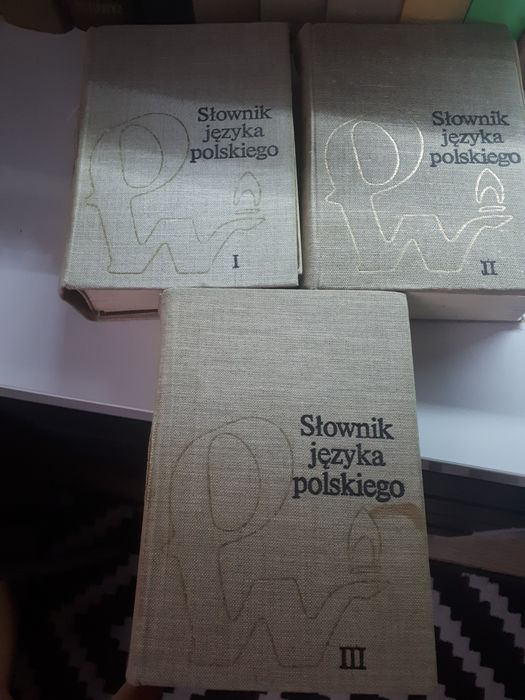 Słownik
języka
polskiego
I
Słownik
języka
polskiego
II
Słownik
języka
polskiego
III